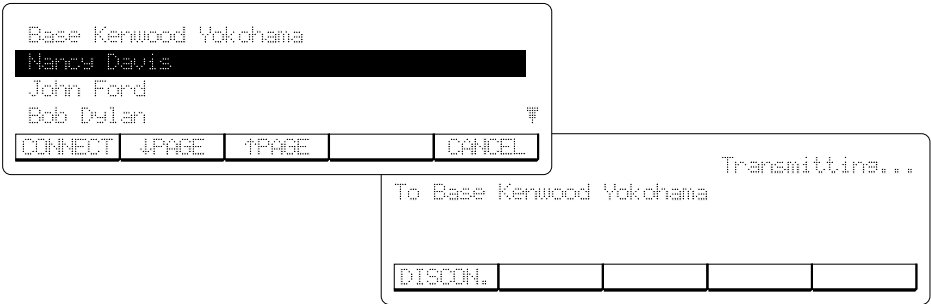 Base Kenwood Yokohama
Nancy Davis
John Ford
Bob Dylan
CONNECT ↓PAGE ↑PAGE CANCEL
Transmitting...
To Base Kenwood Yokohama
DISCON.